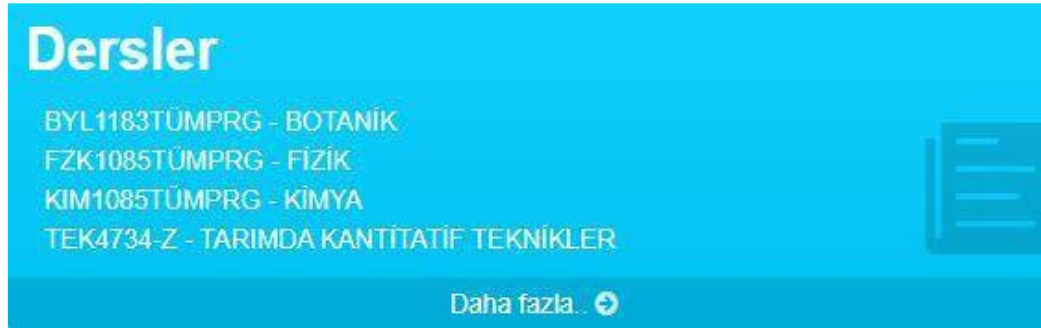 Dersler
BYL1183TÜMPRG - BOTANİK
FZK1085TÜMPRG - FİZİK
KIM1085TÜMPRG - KİMYA
TEK4734-Z - TARIMDA KANTİTATİF TEKNİKLER
Daha fazla..